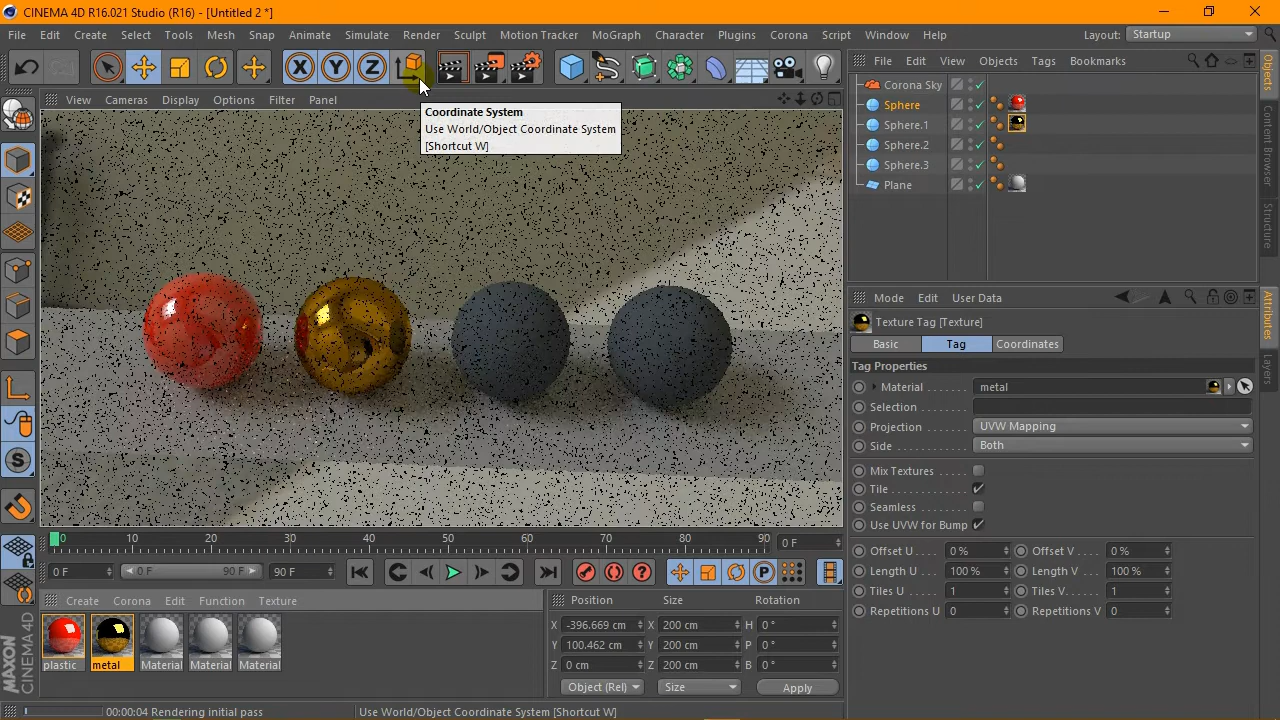 CINEMA 4D R16.021 Studio (R16) - [Untitled 2 *]
File Edit Create Select Tools Mesh Snap Animate Simulate Render Sculpt Motion Tracker MoGraph Character Plugins Corona Script Window Help Layout: Startup
X Y Z
File Edit View Objects Tags Bookmarks
View Cameras Display Options Filter Panel
Coordinate System
Use World/Object Coordinate System
[Shortcut W]
Corona Sky
Sphere
Sphere.1
Sphere.2
Sphere.3
Plane
Objects
Content Browser
Structure
Mode Edit User Data
Texture Tag [Texture]
Basic Tag Coordinates
Tag Properties
Material metal
Selection
Projection UVW Mapping
Side Both
Mix Textures
Tile
Seamless
Use UVW for Bump
Offset U 0 % Offset V 0 %
Length U 100 % Length V 100 %
Tiles U 1 Tiles V 1
Repetitions U 0 Repetitions V 0
Attributes
Layers
S
0 10 20 30 40 50 60 70 80 90 0 F
0 F 0 F 90 F 90 F
? P
Create Corona Edit Function Texture
plastic metal Material Material Material
Position Size Rotation
X -396.669 cm X 200 cm H 0 °
Y 100.462 cm Y 200 cm P 0 °
Z 0 cm Z 200 cm B 0 °
Object (Rel) Size Apply
MAXON
CINEMA 4D
00:00:04 Rendering initial pass Use World/Object Coordinate System [Shortcut W]